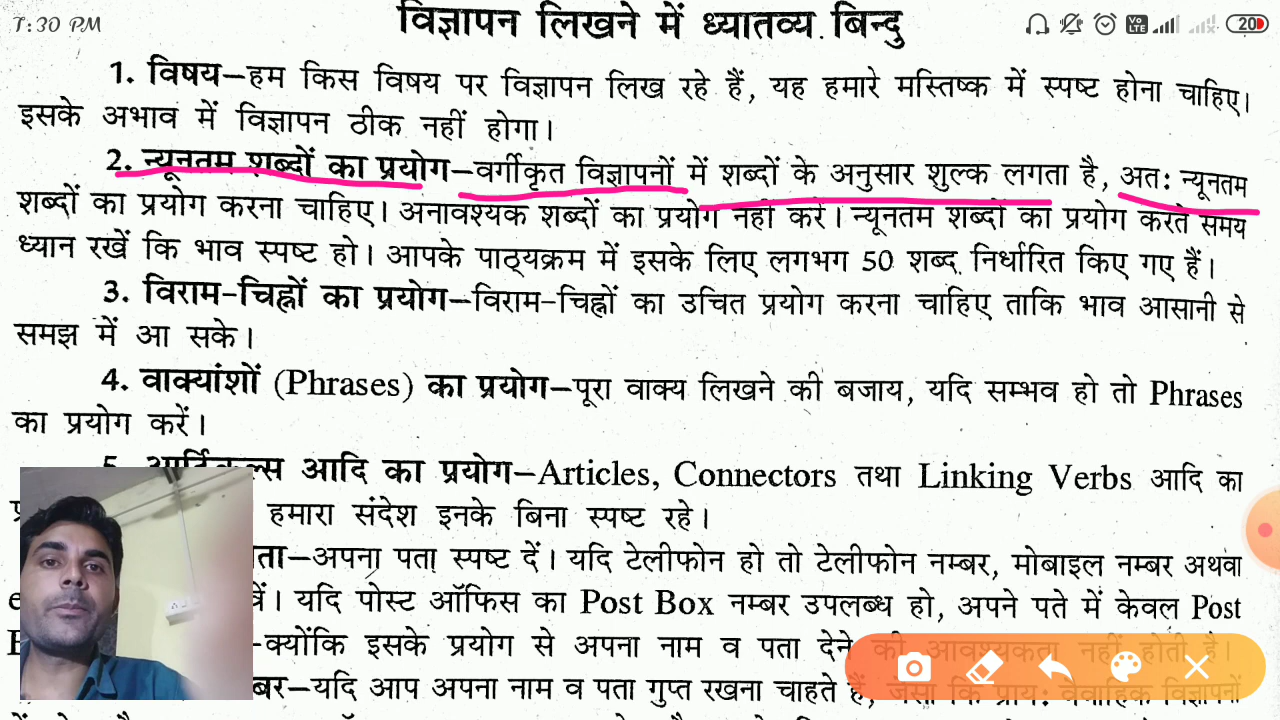 7:30 PM
Vo LTE
20
विज्ञापन लिखने में ध्यातव्य बिन्दु
1. विषय–हम किस विषय पर विज्ञापन लिख रहे हैं, यह हमारे मस्तिष्क में स्पष्ट होना चाहिए।
इसके अभाव में विज्ञापन ठीक नहीं होगा।
2. न्यूनतम शब्दों का प्रयोग–वर्गीकृत विज्ञापनों में शब्दों के अनुसार शुल्क लगता है, अत: न्यूनतम
शब्दों का प्रयोग करना चाहिए। अनावश्यक शब्दों का प्रयोग नहीं करें। न्यूनतम शब्दों का प्रयोग करते समय
ध्यान रखें कि भाव स्पष्ट हो। आपके पाठ्यक्रम में इसके लिए लगभग 50 शब्द निर्धारित किए गए हैं।
3. विराम-चिह्नों का प्रयोग–विराम-चिह्नों का उचित प्रयोग करना चाहिए ताकि भाव आसानी से
समझ में आ सके।
4. वाक्यांशों (Phrases) का प्रयोग–पूरा वाक्य लिखने की बजाय, यदि सम्भव हो तो Phrases
का प्रयोग करें।
5. आर्टिकल्स आदि का प्रयोग–Articles, Connectors तथा Linking Verbs आदि का
हमारा संदेश इनके बिना स्पष्ट रहे।
–अपना पता स्पष्ट दें। यदि टेलीफोन हो तो टेलीफोन नम्बर, मोबाइल नम्बर अथवा
यदि पोस्ट ऑफिस का Post Box नम्बर उपलब्ध हो, अपने पते में केवल Post
–क्योंकि इसके प्रयोग से अपना नाम व पता देने की आवश्यकता नहीं होती है।
–यदि आप अपना नाम व पता गुप्त रखना चाहते हैं, जैसा कि प्राय: वैवाहिक विज्ञापनों